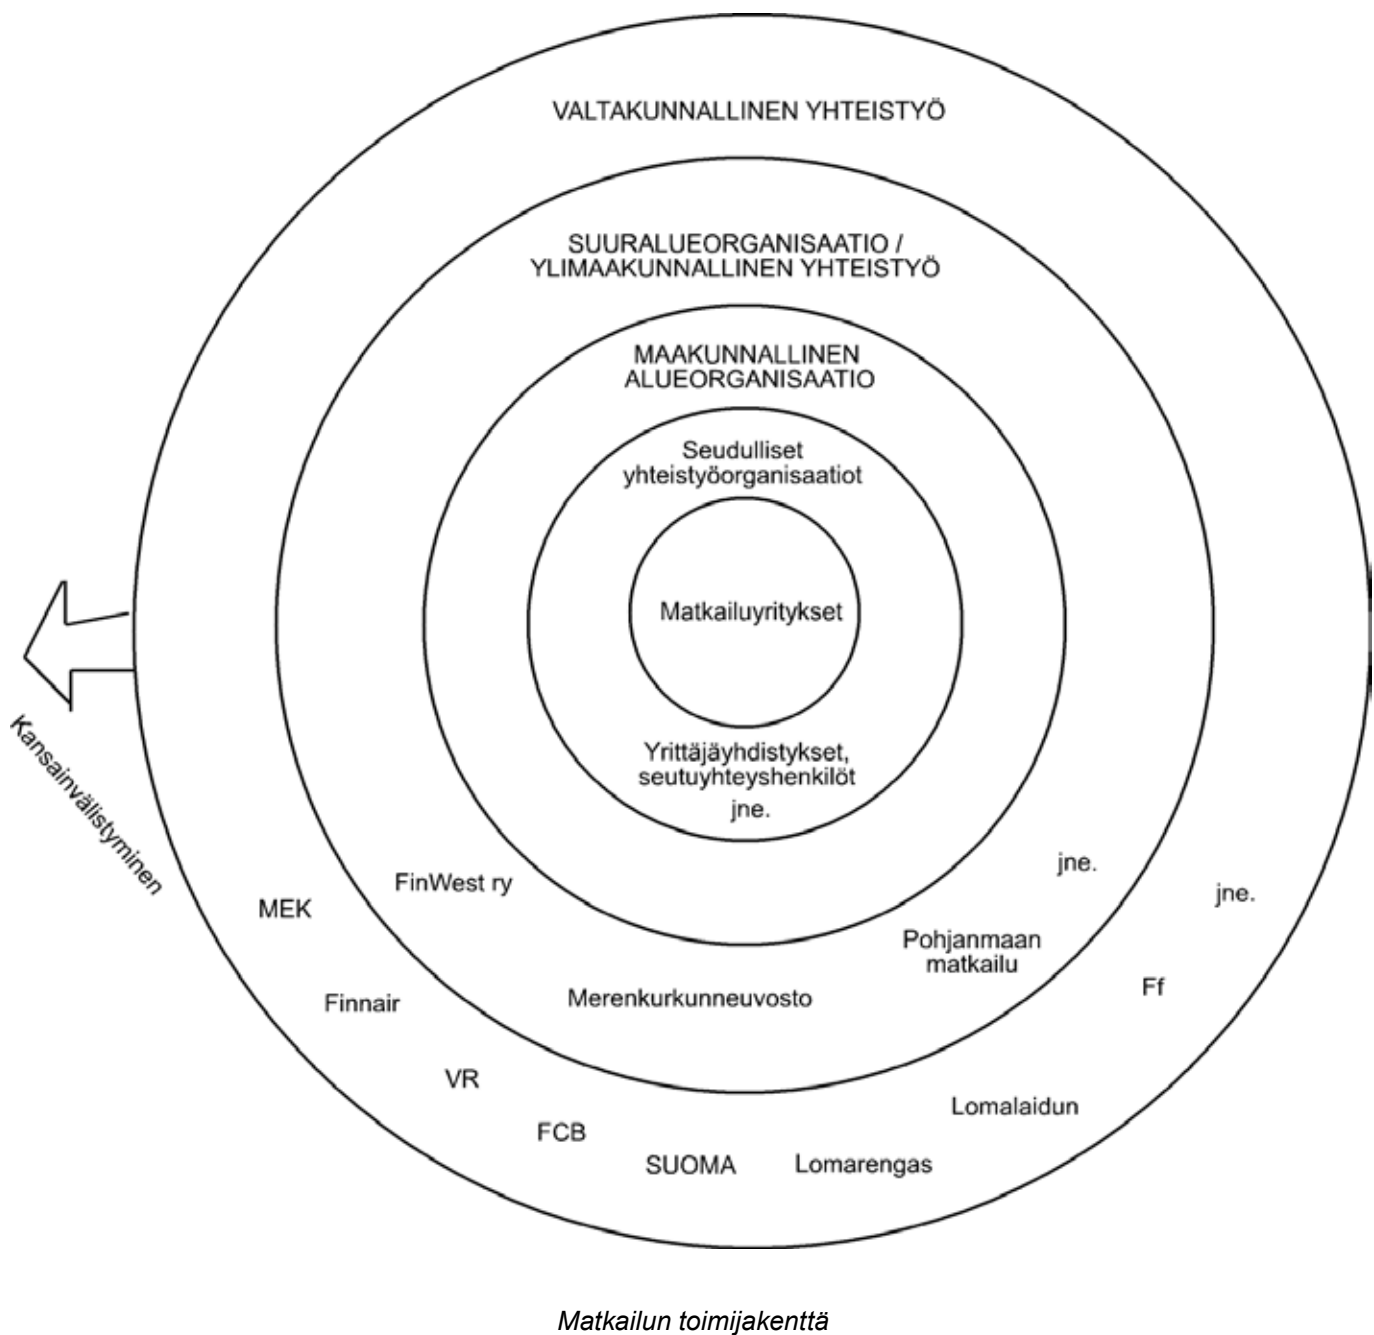 VALTAKUNNALLINEN YHTEISTYÖ
SUURALUEORGANISAATIO /
YLIMAAKUNNALLINEN YHTEISTYÖ
MAAKUNNALLINEN
ALUEORGANISAATIO
Seudulliset
yhteistyöorganisaatiot
Matkailuyritykset
Yrittäjäyhdistykset,
seutuyhteyshenkilöt
jne.
FinWest ry
Merenkurkunneuvosto
Pohjanmaan
matkailu
jne.
MEK
Finnair
VR
FCB
SUOMA
Lomarengas
Lomalaidun
Ff
jne.
Kansainvälistyminen
Matkailun toimijakenttä